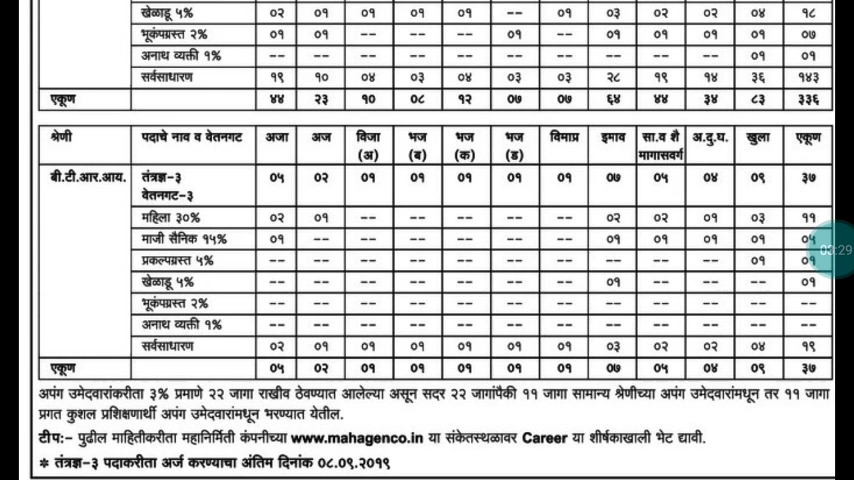 खेळाडू ५% ०२ ०१ ०१ ०१ ०१ -- ०१ ०३ ०२ ०२ ०४ १८
भूकंपग्रस्त २% ०१ ०१ -- -- -- ०१ -- ०१ ०१ ०१ ०१ ०७
अनाथ व्यक्ती १% -- -- -- -- -- -- -- -- -- -- ०१ ०१
सर्वसाधारण १९ १० ०४ ०३ ०४ ०३ ०३ २८ १९ १४ ३६ १४३
एकूण ४४ २३ १० ०८ १२ ०७ ०७ ६४ ४४ ३४ ८३ ३३६
श्रेणी पदाचे नाव व वेतनगट अजा अज विजा (अ) भज (ब) भज (क) भज (ड) विमाप्र इमाव सा.व शै मागासवर्ग अ.दु.घ. खुला एकूण
बी.टी.आर.आय. तंत्रज्ञ-३ ०५ ०२ ०१ ०१ ०१ ०१ ०१ ०७ ०५ ०४ ०९ ३७
वेतनगट-३
महिला ३०% ०२ ०१ -- -- -- -- -- ०२ ०२ ०१ ०३ ११
माजी सैनिक १५% ०१ -- -- -- -- -- -- ०१ ०१ ०१ ०१ ०५
प्रकल्पग्रस्त ५% -- -- -- -- -- -- -- -- -- -- ०१ ०१
खेळाडू ५% -- -- -- -- -- -- -- ०१ -- -- -- ०१
भूकंपग्रस्त २% -- -- -- -- -- -- -- -- -- -- -- --
अनाथ व्यक्ती १% -- -- -- -- -- -- -- -- -- -- -- --
सर्वसाधारण ०२ ०१ ०१ ०१ ०१ ०१ ०१ ०३ ०२ ०२ ०४ १९
एकूण ०५ ०२ ०१ ०१ ०१ ०१ ०१ ०७ ०५ ०४ ०९ ३७
03:29
अपंग उमेदवारांकरीता ३% प्रमाणे २२ जागा राखीव ठेवण्यात आलेल्या असून सदर २२ जागांपैकी ११ जागा सामान्य श्रेणीच्या अपंग उमेदवारांमधून तर ११ जागा
प्रगत कुशल प्रशिक्षणार्थी अपंग उमेदवारांमधून भरण्यात येतील.
टीप:- पुढील माहितीकरीता महानिर्मिती कंपनीच्या www.mahagenco.in या संकेतस्थळावर Career या शीर्षकाखाली भेट द्यावी.
* तंत्रज्ञ-३ पदाकरीता अर्ज करण्याचा अंतिम दिनांक ०८.०९.२०१९